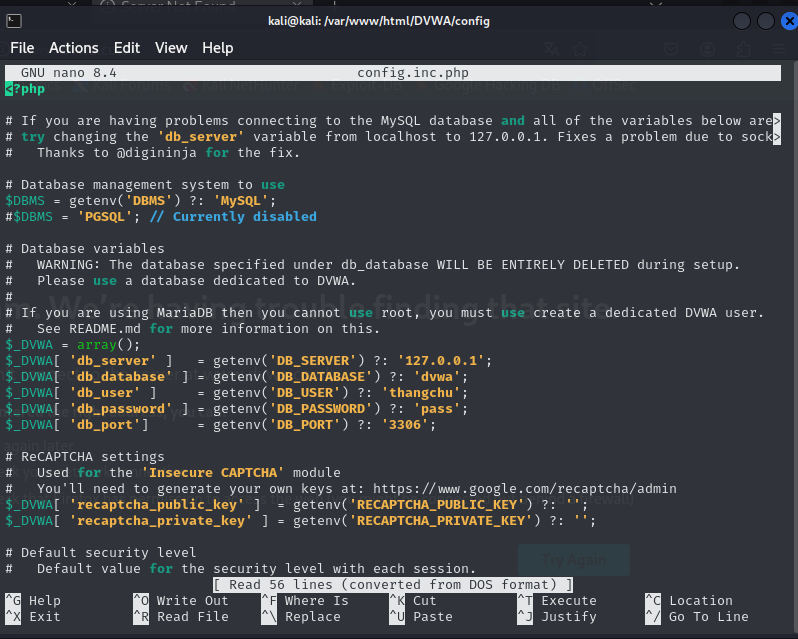 Server Not Found
kali@kali: /var/www/html/DVWA/config
File Actions Edit View Help
GNU nano 8.4 config.inc.php
<?php
# If you are having problems connecting to the MySQL database and all of the variables below are>
# try changing the 'db_server' variable from localhost to 127.0.0.1. Fixes a problem due to sock>
#   Thanks to @digininja for the fix.
# Database management system to use
$DBMS = getenv('DBMS') ?: 'MySQL';
#$DBMS = 'PGSQL'; // Currently disabled
# Database variables
#   WARNING: The database specified under db_database WILL BE ENTIRELY DELETED during setup.
#   Please use a database dedicated to DVWA.
#
# If you are using MariaDB then you cannot use root, you must use create a dedicated DVWA user.
#   See README.md for more information on this.
$_DVWA = array();
$_DVWA[ 'db_server' ]   = getenv('DB_SERVER') ?: '127.0.0.1';
$_DVWA[ 'db_database' ] = getenv('DB_DATABASE') ?: 'dvwa';
$_DVWA[ 'db_user' ]     = getenv('DB_USER') ?: 'thangchu';
$_DVWA[ 'db_password' ] = getenv('DB_PASSWORD') ?: 'pass';
$_DVWA[ 'db_port']      = getenv('DB_PORT') ?: '3306';
# ReCAPTCHA settings
#   Used for the 'Insecure CAPTCHA' module
#   You'll need to generate your own keys at: https://www.google.com/recaptcha/admin
$_DVWA[ 'recaptcha_public_key' ]  = getenv('RECAPTCHA_PUBLIC_KEY') ?: '';
$_DVWA[ 'recaptcha_private_key' ] = getenv('RECAPTCHA_PRIVATE_KEY') ?: '';
# Default security level
#   Default value for the security level with each session.
Try Again
[ Read 56 lines (converted from DOS format) ]
^G Help ^O Write Out ^F Where Is ^K Cut ^T Execute ^C Location
^X Exit ^R Read File ^\ Replace ^U Paste ^J Justify ^/ Go To Line